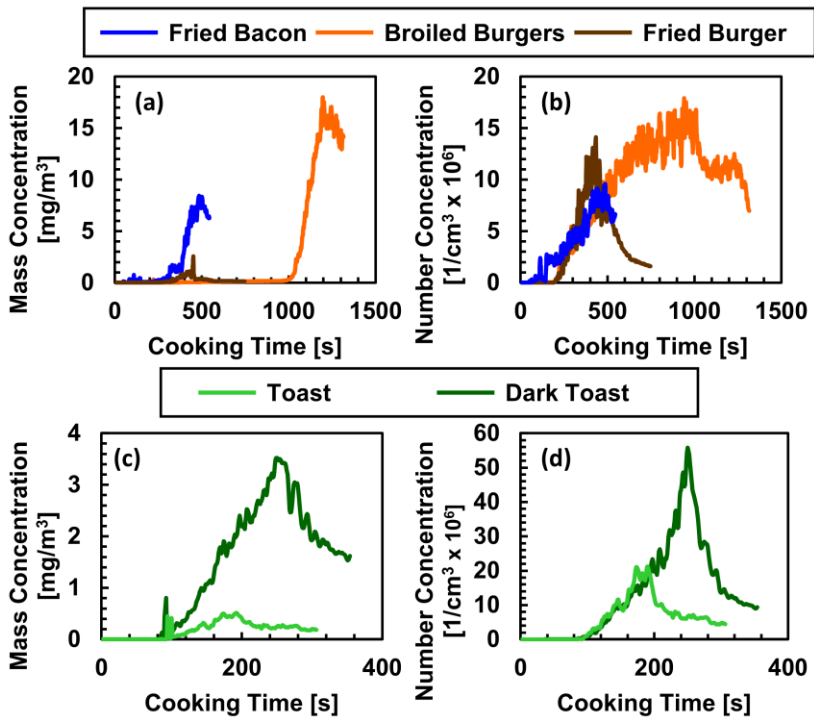 Fried Bacon Broiled Burgers Fried Burger
(a)
Mass Concentration
[mg/m³]
20
15
10
5
0
0 500 1000 1500
Cooking Time [s]
(b)
Number Concentration
[1/cm³ x 10⁶]
20
15
10
5
0
0 500 1000 1500
Cooking Time [s]
Toast Dark Toast
(c)
Mass Concentration
[mg/m³]
4
3
2
1
0
0 200 400
Cooking Time [s]
(d)
Number Concentration
[1/cm³ x 10⁶]
60
50
40
30
20
10
0
0 200 400
Cooking Time [s]